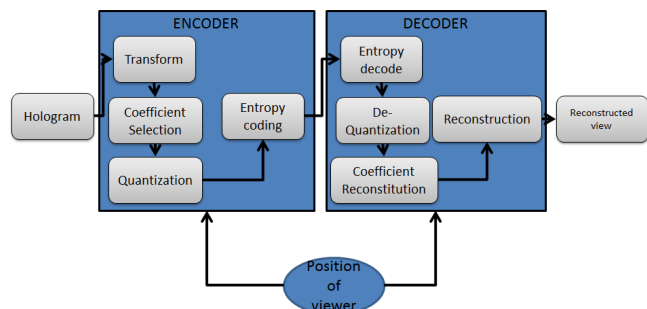 ENCODER
Hologram
Transform
Coefficient
Selection
Quantization
Entropy
coding
DECODER
Entropy
decode
De-
Quantization
Coefficient
Reconstitution
Reconstruction
Reconstructed
view
Position
of
viewer